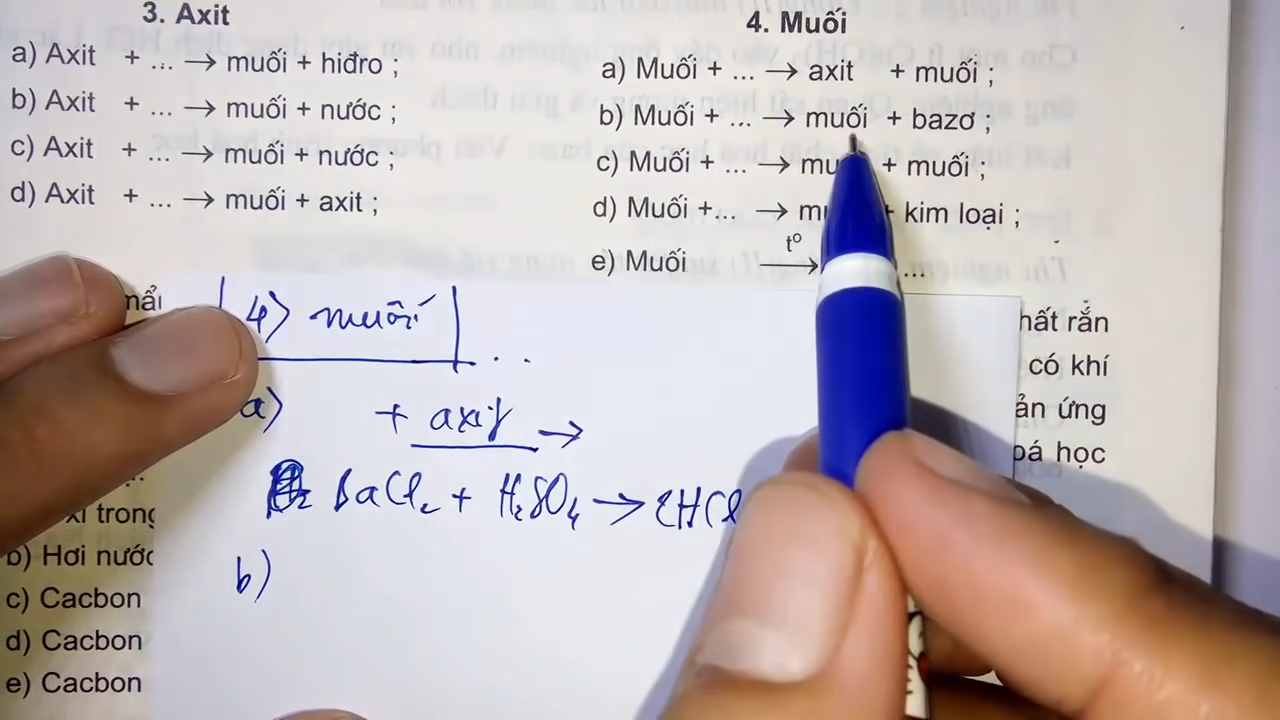 3. Axit
a) Axit + ... → muối + hiđro ;
b) Axit + ... → muối + nước ;
c) Axit + ... → muối + nước ;
d) Axit + ... → muối + axit ;
4. Muối
a) Muối + ... → axit + muối ;
b) Muối + ... → muối + bazơ ;
c) Muối + ... → + muối ;
d) Muối + ... → + kim loại ;
e) Muối t° → ...
4) muối
a) + axit →
BaCl₂ + H₂SO₄ → 2HCl
b)
b) Hơi nước
c) Cacbon
d) Cacbon
e) Cacbon
trong
chất rắn
có khí
ứng
học